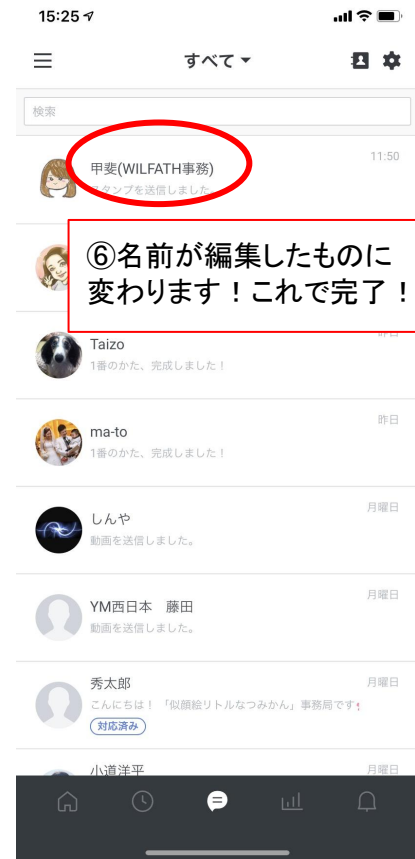 15:25
すべて
検索
甲斐(WILFATH事務)
11:50
スタンプを送信しました。
⑥名前が編集したものに
変わります！これで完了！
昨日
Taizo
1番のかた、完成しました！
昨日
ma-to
1番のかた、完成しました！
月曜日
しんや
動画を送信しました。
月曜日
YM西日本　藤田
動画を送信しました。
月曜日
秀太郎
こんにちは！「似顔絵リトルなつみかん」事務局です
対応済み
小道洋平
月曜日